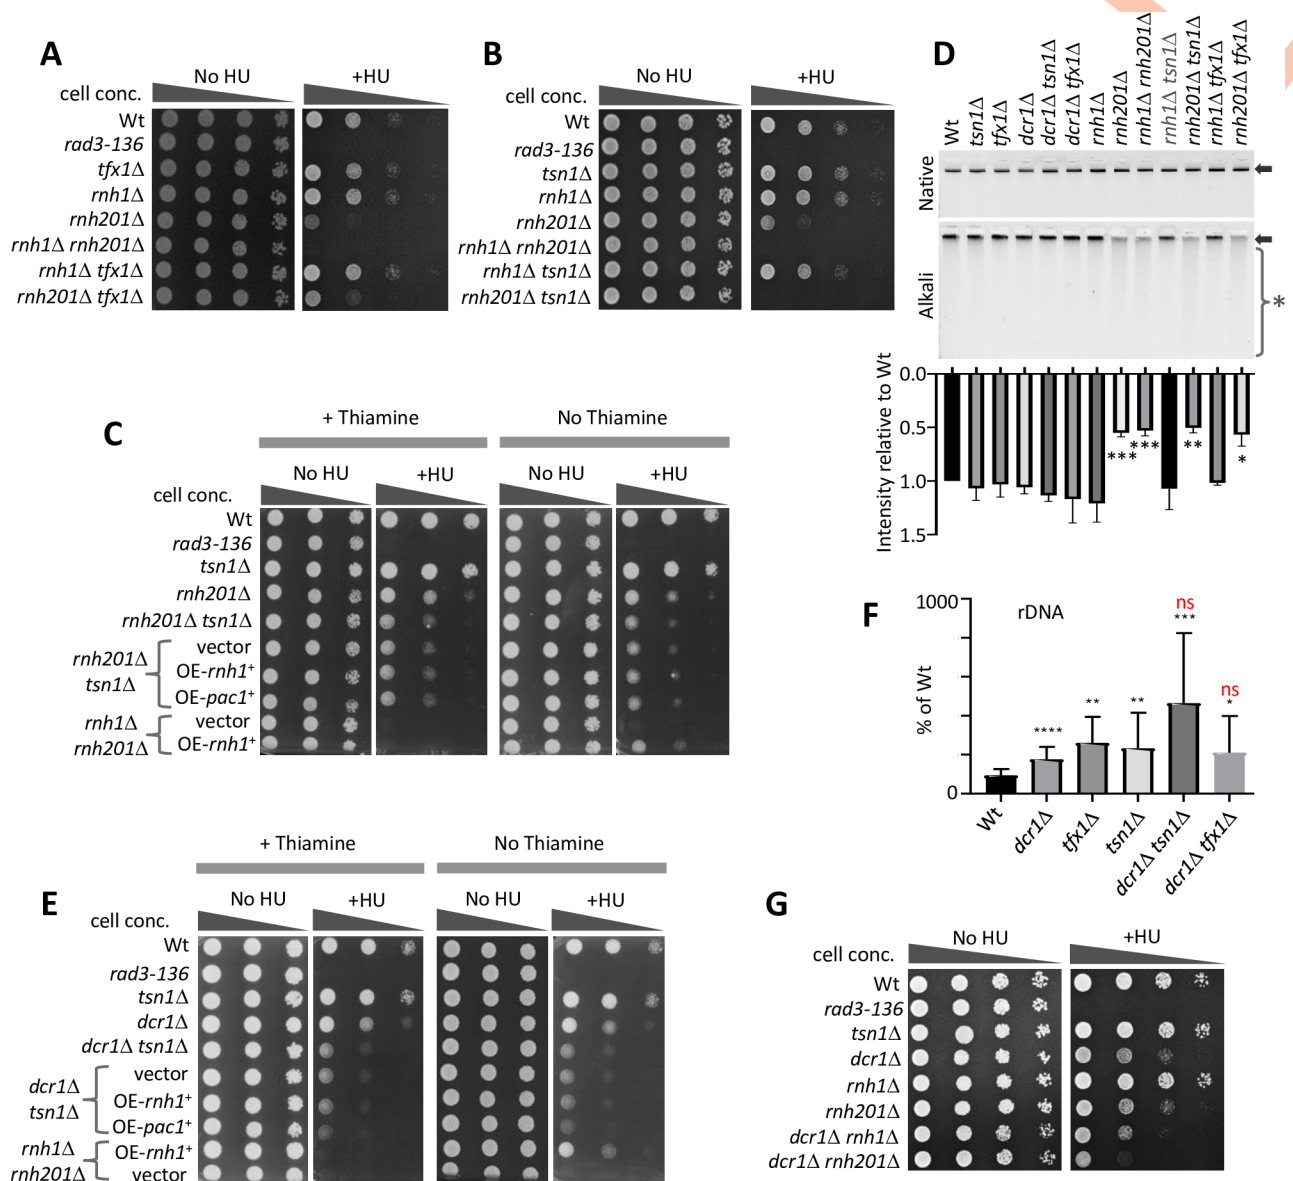 A
No HU
+HU
cell conc.
Wt
rad3-136
tfx1Δ
rnh1Δ
rnh201Δ
rnh1Δ rnh201Δ
rnh1Δ tfx1Δ
rnh201Δ tfx1Δ
B
No HU
+HU
cell conc.
Wt
rad3-136
tsn1Δ
rnh1Δ
rnh201Δ
rnh1Δ rnh201Δ
rnh1Δ tsn1Δ
rnh201Δ tsn1Δ
D
Wt
tsn1Δ
tfx1Δ
dcr1Δ
dcr1Δ tsn1Δ
dcr1Δ tfx1Δ
rnh1Δ
rnh201Δ
rnh1Δ rnh201Δ
rnh1Δ tsn1Δ
rnh201Δ tsn1Δ
rnh1Δ tfx1Δ
rnh201Δ tfx1Δ
Native
Alkali
*
Intensity relative to Wt
0.0
0.5
1.0
1.5
***
***
**
*
C
+ Thiamine
No Thiamine
No HU
+HU
No HU
+HU
cell conc.
Wt
rad3-136
tsn1Δ
rnh201Δ
rnh201Δ tsn1Δ
rnh201Δ
tsn1Δ
vector
OE-rnh1+
OE-pac1+
rnh1Δ
rnh201Δ
vector
OE-rnh1+
F
rDNA
% of Wt
1000
0
****
**
**
ns
***
ns
*
Wt
dcr1Δ
tfx1Δ
tsn1Δ
dcr1Δ tsn1Δ
dcr1Δ tfx1Δ
E
+ Thiamine
No Thiamine
No HU
+HU
No HU
+HU
cell conc.
Wt
rad3-136
tsn1Δ
dcr1Δ
dcr1Δ tsn1Δ
dcr1Δ
tsn1Δ
vector
OE-rnh1+
OE-pac1+
rnh1Δ
rnh201Δ
OE-rnh1+
vector
G
No HU
+HU
cell conc.
Wt
rad3-136
tsn1Δ
dcr1Δ
rnh1Δ
rnh201Δ
dcr1Δ rnh1Δ
dcr1Δ rnh201Δ